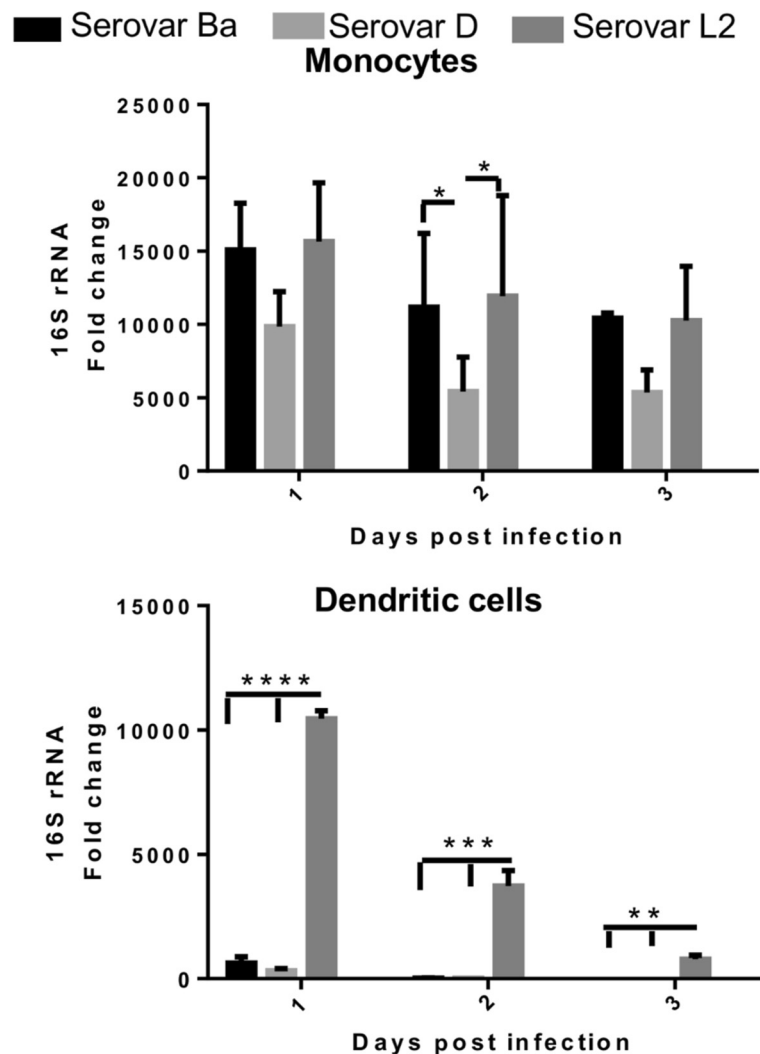 Serovar Ba Serovar D Serovar L2
Monocytes
25000
20000
15000
10000
5000
0
16S rRNA
Fold change
* *
1 2 3
Days post infection
Dendritic cells
15000
10000
5000
0
16S rRNA
Fold change
****
***
**
1 2 3
Days post infection